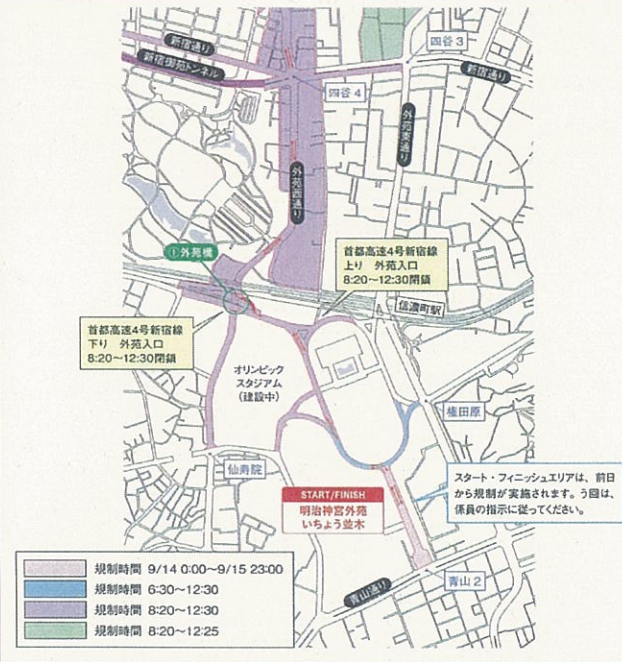 四谷3
新宿通り
新宿御苑トンネル
新宿通り
四谷4
外苑東通り
外苑西通り
①外苑橋
首都高速4号新宿線
上り 外苑入口
8:20〜12:30閉鎖
信濃町駅
首都高速4号新宿線
下り 外苑入口
8:20〜12:30閉鎖
オリンピック
スタジアム
(建設中)
権田原
仙寿院
スタート・フィニッシュエリアは、前日
から規制が実施されます。う回は、
係員の指示に従ってください。
START/FINISH
明治神宮外苑
いちょう並木
青山2
青山通り
規制時間 9/14 0:00〜9/15 23:00
規制時間 6:30〜12:30
規制時間 8:20〜12:30
規制時間 8:20〜12:25